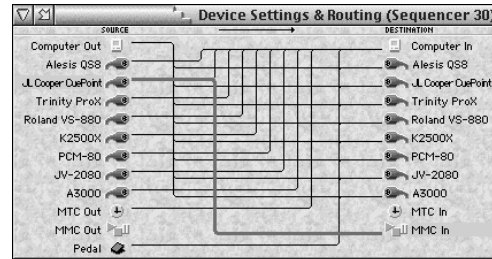 Device Settings & Routing (Sequencer 30)
SOURCE DESTINATION
Computer Out Computer In
Alesis QS8 Alesis QS8
JL Cooper CuePoint JL Cooper CuePoint
Trinity ProX Trinity ProX
Roland VS-880 Roland VS-880
K2500X K2500X
PCM-80 PCM-80
JV-2080 JV-2080
A3000 A3000
MTC Out MTC In
MMC Out MMC In
Pedal